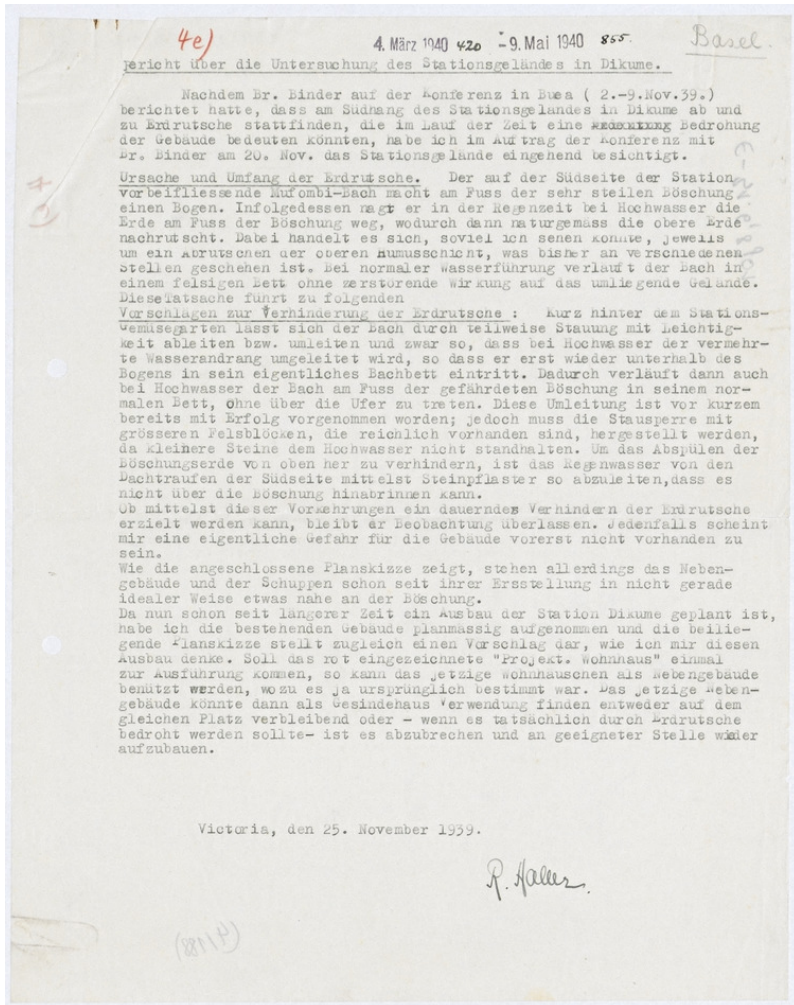 4e)
4. März 1940 420 -9. Mai 1940 855.
Basel.
Bericht über die Untersuchung des Stationsgeländes in Dikume.
Nachdem Br. Binder auf der Konferenz in Buea ( 2.-9.Nov.39.)
berichtet hatte, dass am Südhang des Stationsgeländes in Dikume ab und
zu Erdrutsche stattfinden, die im Lauf der Zeit eine Bedrohung
der Gebäude bedeuten könnten, habe ich im Auftrag der Konferenz mit
Br. Binder am 20. Nov. das Stationsgelände eingehend besichtigt.
Ursache und Umfang der Erdrutsche. Der auf der Südseite der Station
vorbeifliessende Mufombi-Bach macht am Fuss der sehr steilen Böschung
einen Bogen. Infolgedessen nagt er in der Regenzeit bei Hochwasser die
Erde am Fuss der Böschung weg, wodurch dann naturgemäss die obere Erde
nachrutscht. Dabei handelt es sich, soviel ich sehen konnte, jeweils
um ein Abrutschen der oberen Humusschicht, was bisher an verschiedenen
Stellen geschehen ist. Bei normaler Wasserführung verläuft der Bach in
einem felsigen Bett ohne zerstörende Wirkung auf das umliegende Gelände.
Diese Tatsache führt zu folgenden
Vorschlägen zur Verhinderung der Erdrutsche : Kurz hinter dem Stations-
Gemüsegarten lässt sich der Bach durch teilweise Stauung mit Leichtig-
keit ableiten bzw. umleiten und zwar so, dass bei Hochwasser der vermehr-
te Wasserandrang umgeleitet wird, so dass er erst wieder unterhalb des
Bogens in sein eigentliches Bachbett eintritt. Dadurch verläuft dann auch
bei Hochwasser der Bach am Fuss der gefährdeten Böschung in seinem nor-
malen Bett, ohne über die Ufer zu treten. Diese Umleitung ist vor kurzem
bereits mit Erfolg vorgenommen worden; jedoch muss die Stausperre mit
grösseren Felsblöcken, die reichlich vorhanden sind, hergestellt werden,
da kleinere Steine dem Hochwasser nicht standhalten. Um das Abspülen der
Böschungserde von oben her zu verhindern, ist das Regenwasser von den
Dachtraufen der Südseite mittelst Steinpflaster so abzuleiten,dass es
nicht über die Böschung hinabrinnen kann.
Ob mittelst dieser Vorkehrungen ein dauerndes Verhindern der Erdrutsche
erzielt werden kann, bleibt er Beobachtung überlassen. Jedenfalls scheint
mir eine eigentliche Gefahr für die Gebäude vorerst nicht vorhanden zu
sein.
Wie die angeschlossene Planskizze zeigt, stehen allerdings das Neben-
gebäude und der Schuppen schon seit ihrer Ersstellung in nicht gerade
idealer Weise etwas nahe an der Böschung.
Da nun schon seit längerer Zeit ein Ausbau der Station Dikume geplant ist,
habe ich die bestehenden Gebäude planmässig aufgenommen und die beilie-
gende Planskizze stellt zugleich einen Vorschlag dar, wie ich mir diesen
Ausbau denke. Soll das rot eingezeichnete "Projekt. Wohnhaus" einmal
zur Ausführung kommen, so kann das jetzige Wohnhäuschen als Nebengebäude
benützt werden, wozu es ja ursprünglich bestimmt war. Das jetzige Neben-
gebäude könnte dann als Gesindehaus Verwendung finden entweder auf dem
gleichen Platz verbleibend oder - wenn es tatsächlich durch Erdrutsche
bedroht werden sollte- ist es abzubrechen und an geeigneter Stelle wieder
aufzubauen.
Victoria, den 25. November 1939.
R. Haller.